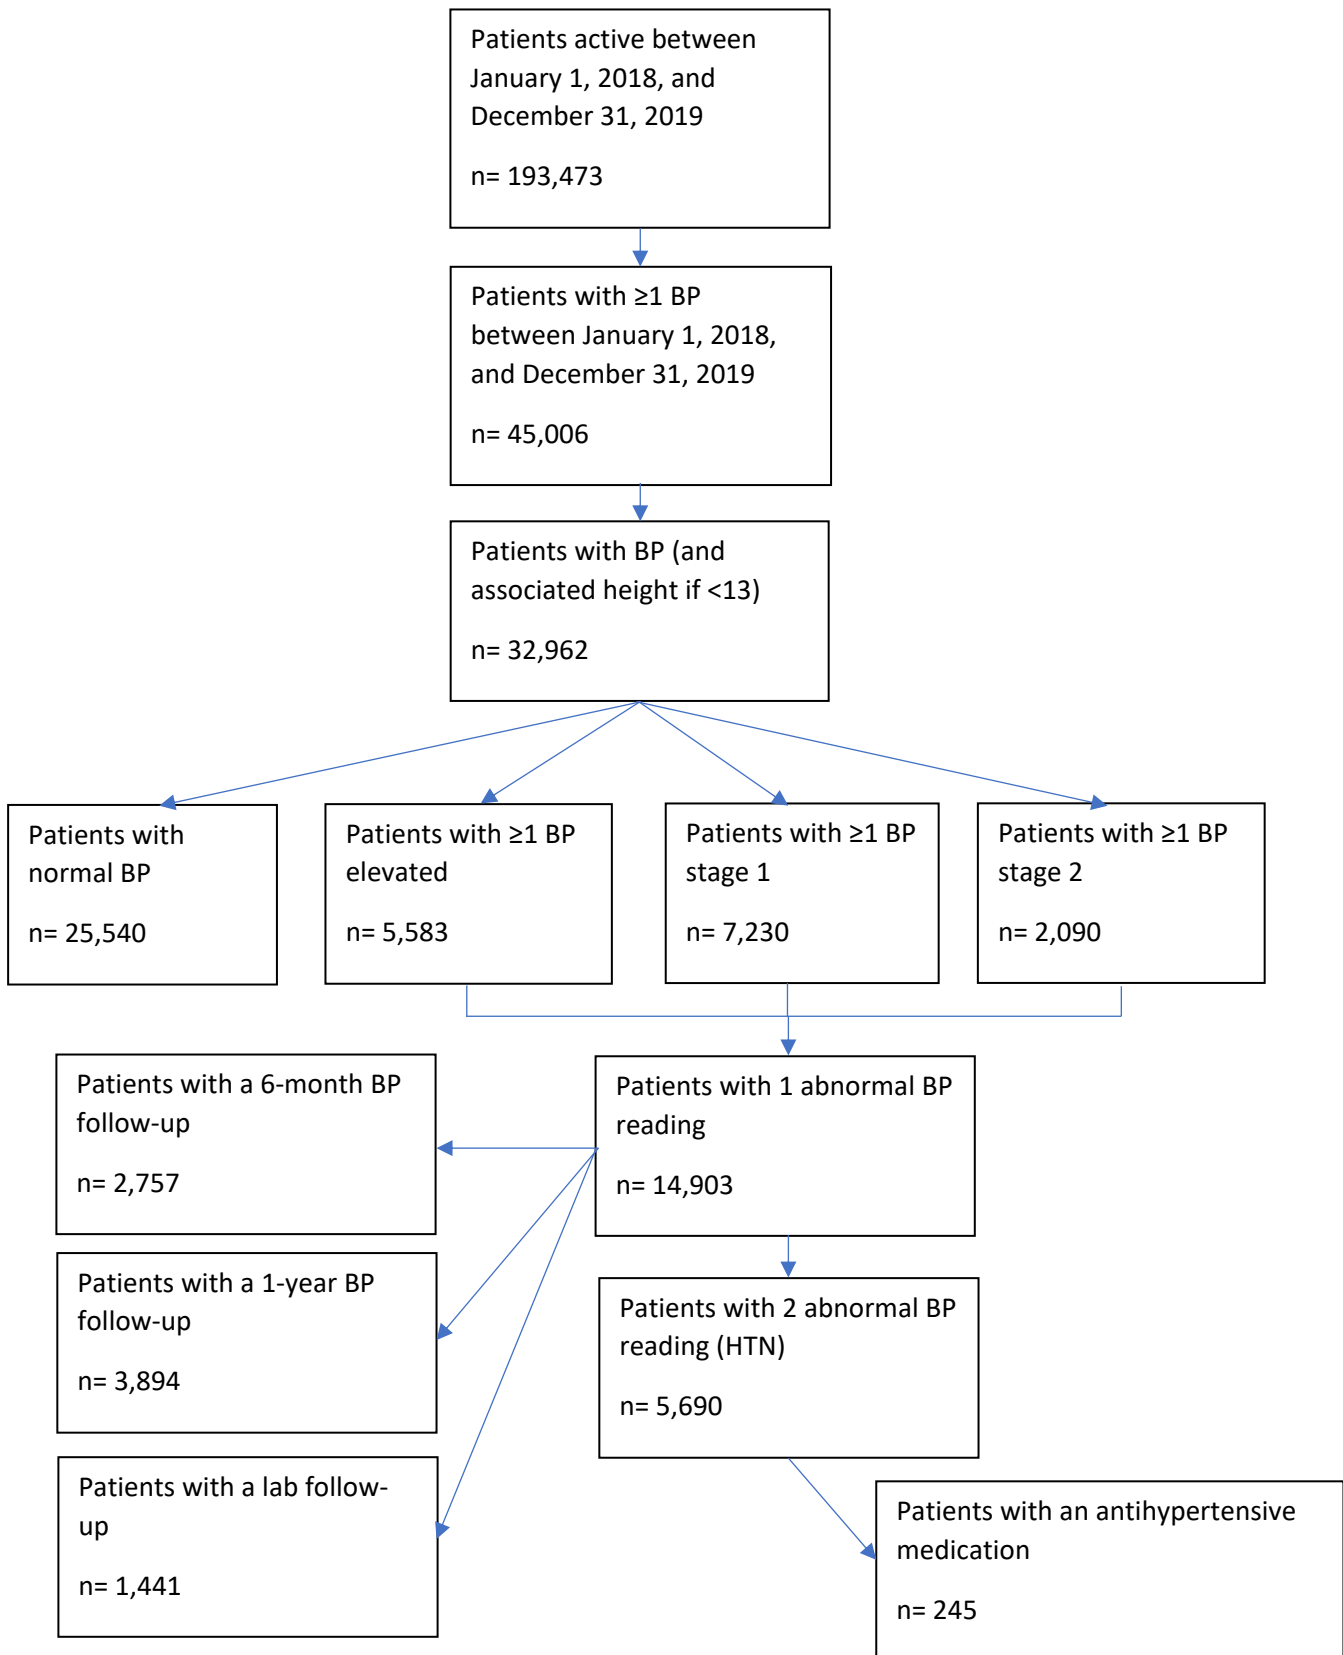 Patients active between
January 1, 2018, and
December 31, 2019
n= 193,473
Patients with ≥1 BP
between January 1, 2018,
and December 31, 2019
n= 45,006
Patients with BP (and
associated height if <13)
n= 32,962
Patients with
normal BP
n= 25,540
Patients with ≥1 BP
elevated
n= 5,583
Patients with ≥1 BP
stage 1
n= 7,230
Patients with ≥1 BP
stage 2
n= 2,090
Patients with a 6-month BP
follow-up
n= 2,757
Patients with 1 abnormal BP
reading
n= 14,903
Patients with a 1-year BP
follow-up
n= 3,894
Patients with 2 abnormal BP
reading (HTN)
n= 5,690
Patients with a lab follow-
up
n= 1,441
Patients with an antihypertensive
medication
n= 245